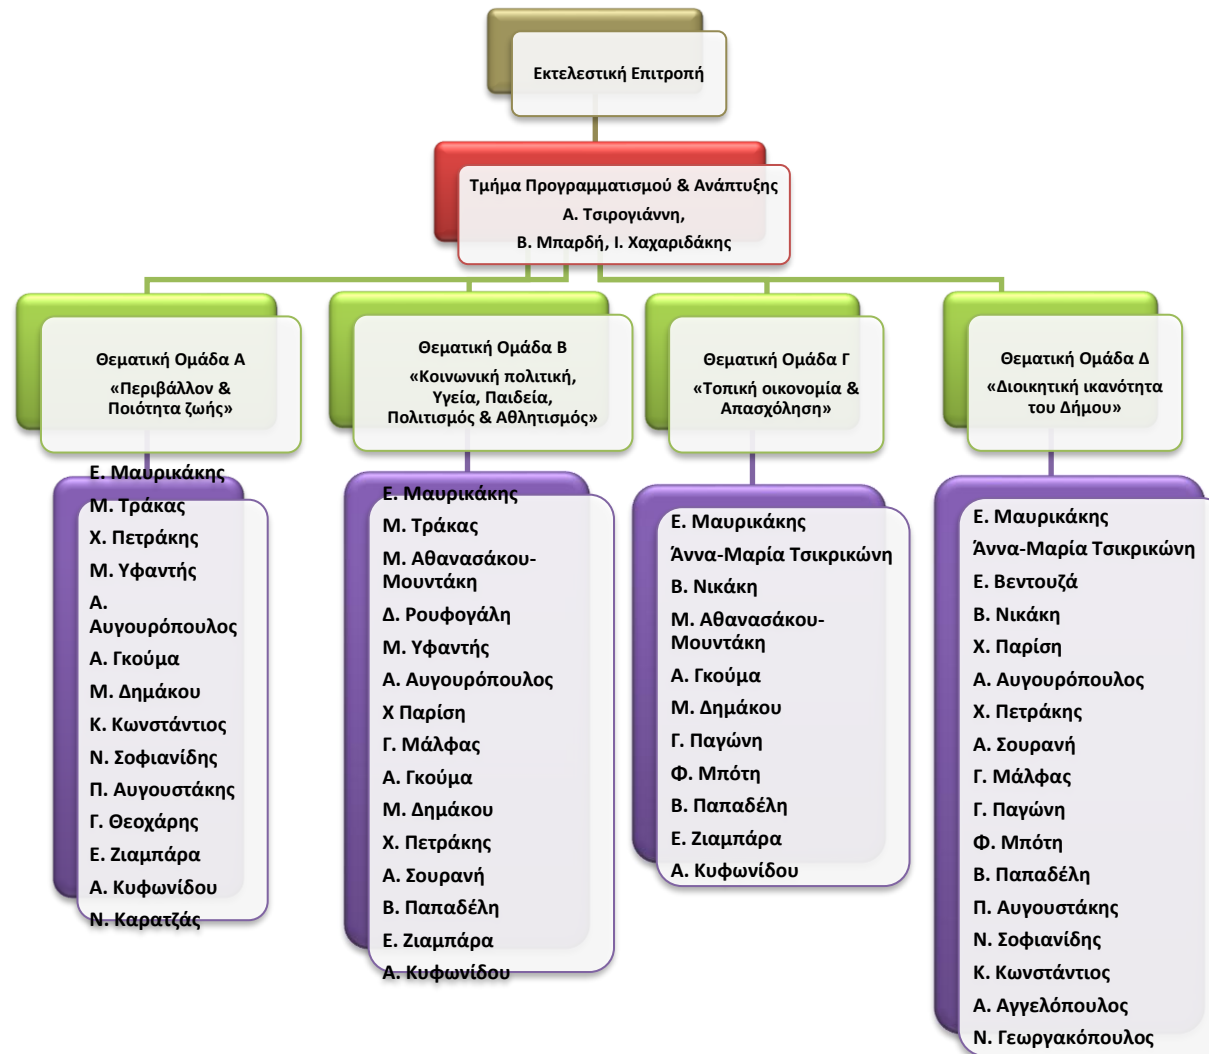 Εκτελεστική Επιτροπή
Τμήμα Προγραμματισμού & Ανάπτυξης
Α. Τσιρογιάννη,
Β. Μπαρδή, Ι. Χαχαριδάκης
Θεματική Ομάδα Α
«Περιβάλλον &
Ποιότητα ζωής»
Θεματική Ομάδα Β
«Κοινωνική πολιτική,
Υγεία, Παιδεία,
Πολιτισμός & Αθλητισμός»
Θεματική Ομάδα Γ
«Τοπική οικονομία &
Απασχόληση»
Θεματική Ομάδα Δ
«Διοικητική ικανότητα
του Δήμου»
Ε. Μαυρικάκης
Μ. Τράκας
Χ. Πετράκης
Μ. Υφαντής
Α.
Αυγουρόπουλος
Α. Γκούμα
Μ. Δημάκου
Κ. Κωνστάντιος
Ν. Σοφιανίδης
Π. Αυγουστάκης
Γ. Θεοχάρης
Ε. Ζιαμπάρα
Α. Κυφωνίδου
Ν. Καρατζάς
Ε. Μαυρικάκης
Μ. Τράκας
Μ. Αθανασάκου-
Μουντάκη
Δ. Ρουφογάλη
Μ. Υφαντής
Α. Αυγουρόπουλος
Χ Παρίση
Γ. Μάλφας
Α. Γκούμα
Μ. Δημάκου
Χ. Πετράκης
Α. Σουρανή
Β. Παπαδέλη
Ε. Ζιαμπάρα
Α. Κυφωνίδου
Ε. Μαυρικάκης
Άννα-Μαρία Τσικρικώνη
Β. Νικάκη
Μ. Αθανασάκου-
Μουντάκη
Α. Γκούμα
Μ. Δημάκου
Γ. Παγώνη
Φ. Μπότη
Β. Παπαδέλη
Ε. Ζιαμπάρα
Α. Κυφωνίδου
Ε. Μαυρικάκης
Άννα-Μαρία Τσικρικώνη
Ε. Βεντουζά
Β. Νικάκη
Χ. Παρίση
Α. Αυγουρόπουλος
Χ. Πετράκης
Α. Σουρανή
Γ. Μάλφας
Γ. Παγώνη
Φ. Μπότη
Β. Παπαδέλη
Π. Αυγουστάκης
Ν. Σοφιανίδης
Κ. Κωνστάντιος
Α. Αγγελόπουλος
Ν. Γεωργακόπουλος